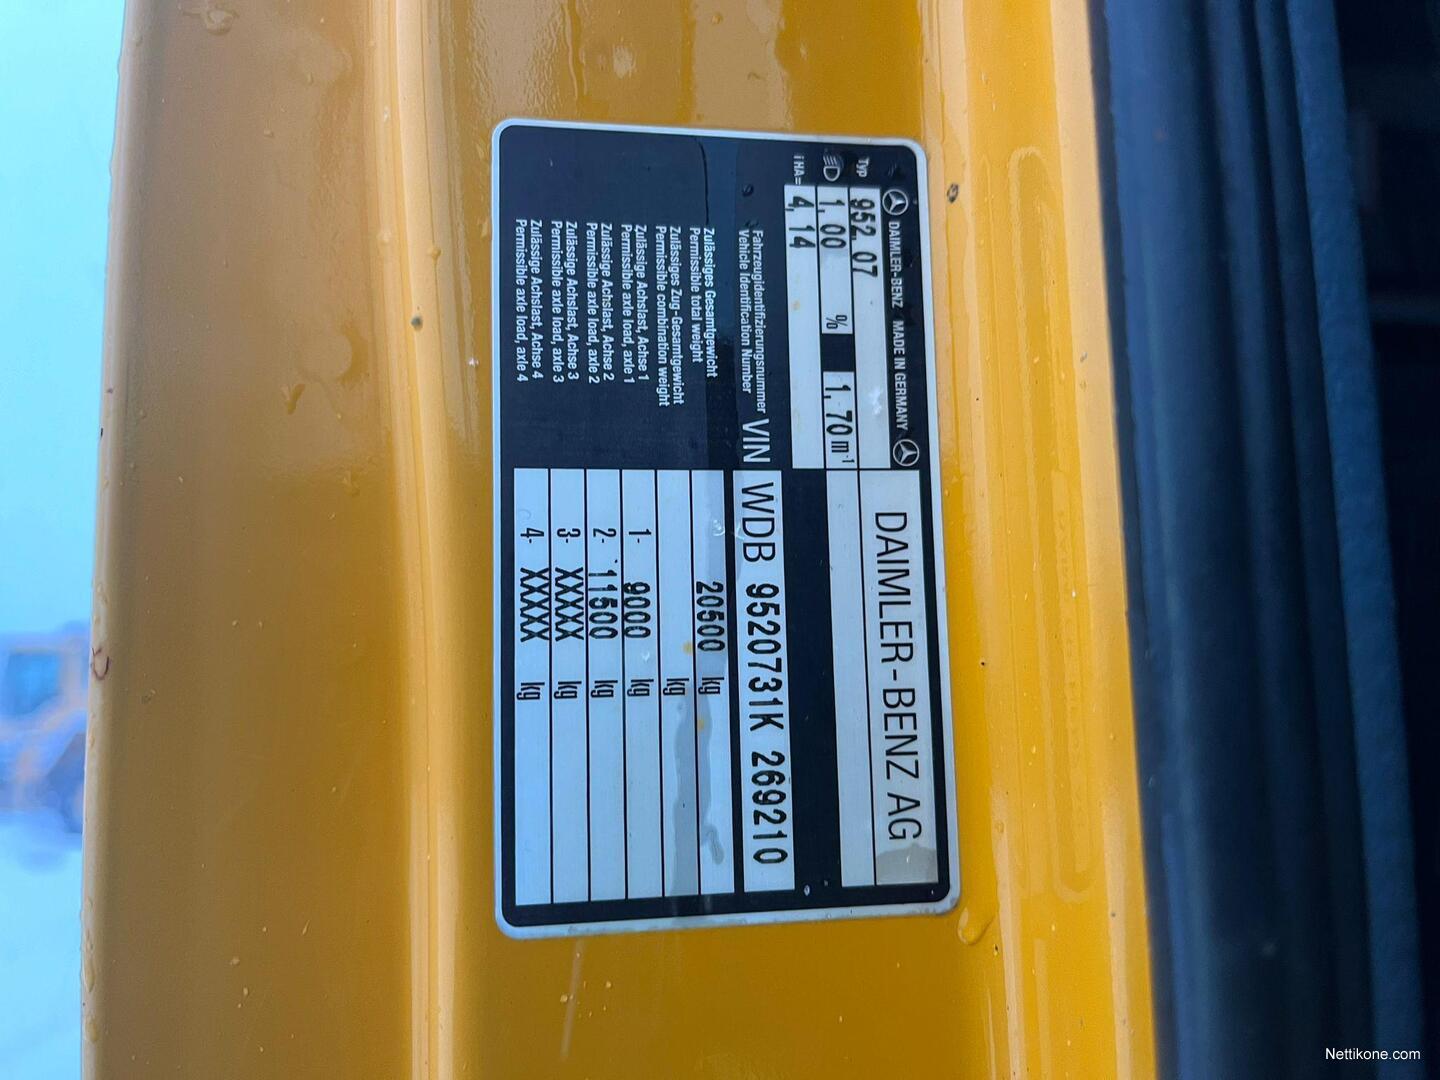 DAIMLER-BENZ MADE IN GERMANY
DAIMLER-BENZ AG
Typ 952.07
1,00 % 1,70 m-1
iHA= 4,14
Fahrzeugidentifizierungsnummer
Vehicle Identification Number
VIN WDB 9520731K 269210
Zulässiges Gesamtgewicht
Permissible total weight
20500 kg
Zulässiges Zug-Gesamtgewicht
Permissible combination weight
kg
Zulässige Achslast, Achse 1
Permissible axle load, axle 1
1- 9000 kg
Zulässige Achslast, Achse 2
Permissible axle load, axle 2
2- 11500 kg
Zulässige Achslast, Achse 3
Permissible axle load, axle 3
3- XXXXX kg
Zulässige Achslast, Achse 4
Permissible axle load, axle 4
4- XXXXX kg
Nettikone.com